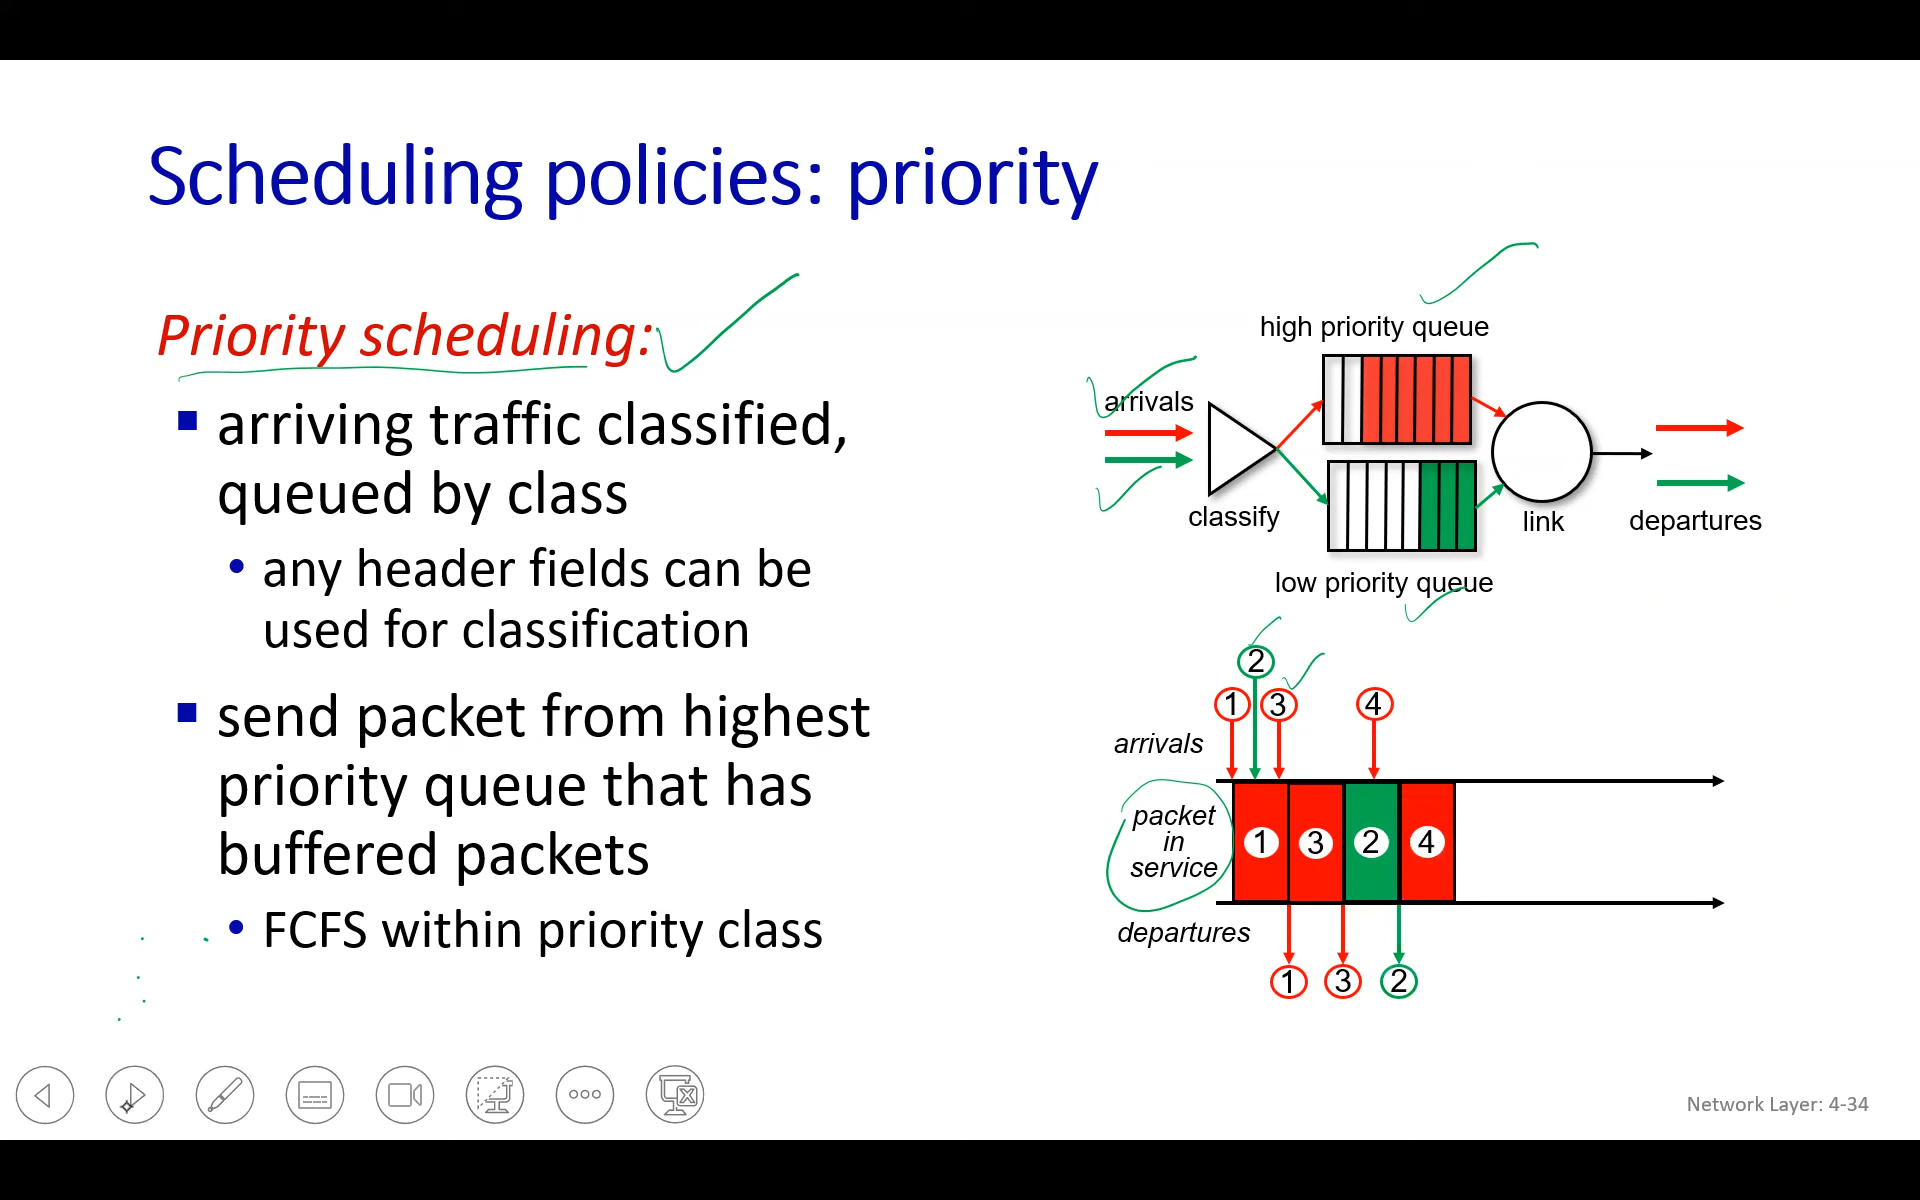 Scheduling policies: priority
Priority scheduling:
arriving traffic classified,
queued by class
• any header fields can be
used for classification
send packet from highest
priority queue that has
buffered packets
• FCFS within priority class
high priority queue
arrivals
classify
link
departures
low priority queue
2
1 3 4
arrivals
packet
in
service
1 3 2 4
departures
1 3 2
Network Layer: 4-34